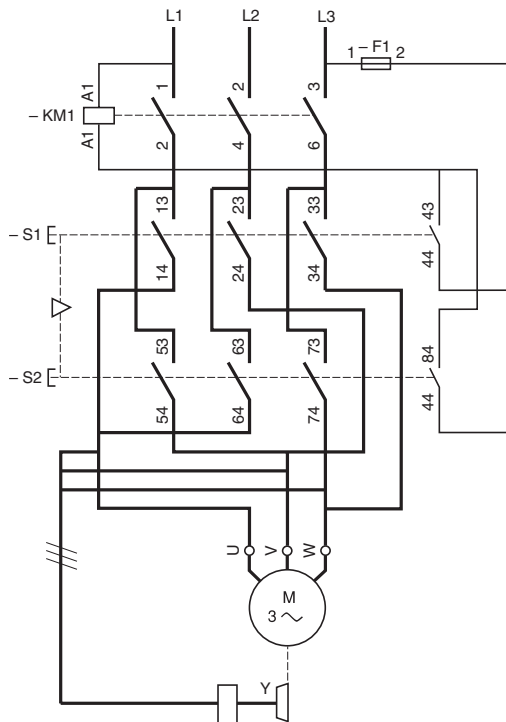 L1 L2 L3
1 – F1 2
A1 1 2 3
– KM1
A1 2 4 6
13 23 33 43
– S1
14 24 34 44
53 63 73 84
– S2
54 64 74 44
U V W
M
3
Y